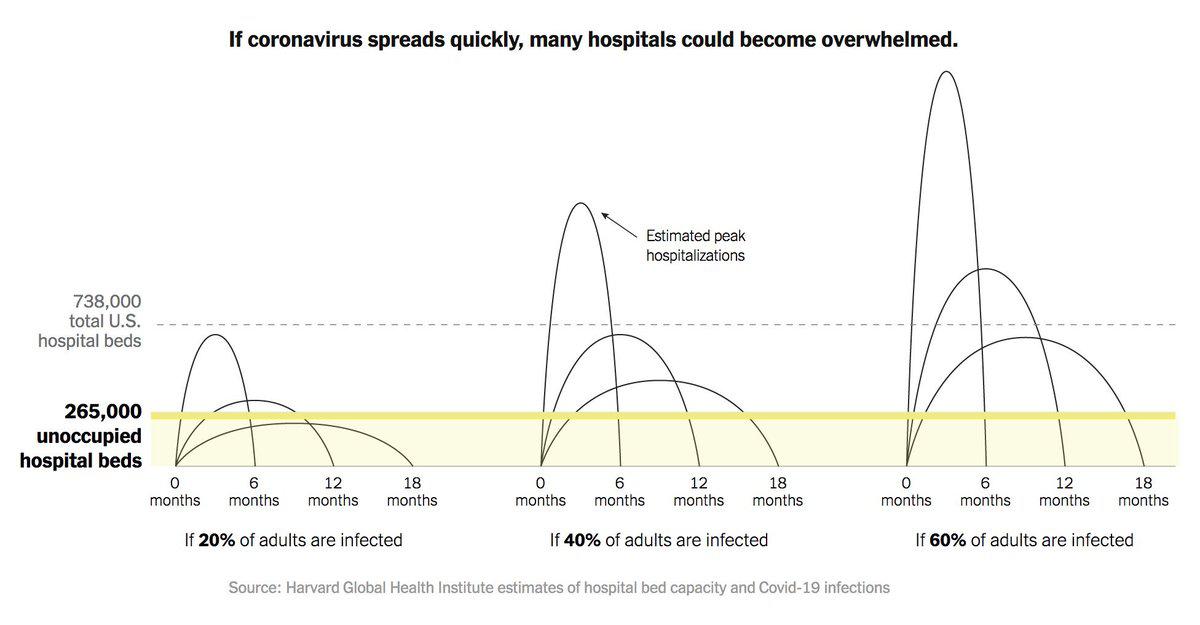 If coronavirus spreads quickly, many hospitals could become overwhelmed.
Estimated peak
hospitalizations
738,000
total U.S.
hospital beds
265,000
unoccupied
hospital beds
0 6 12 18
months months months months
If 20% of adults are infected
0 6 12 18
months months months months
If 40% of adults are infected
0 6 12 18
months months months months
If 60% of adults are infected
Source: Harvard Global Health Institute estimates of hospital bed capacity and Covid-19 infections